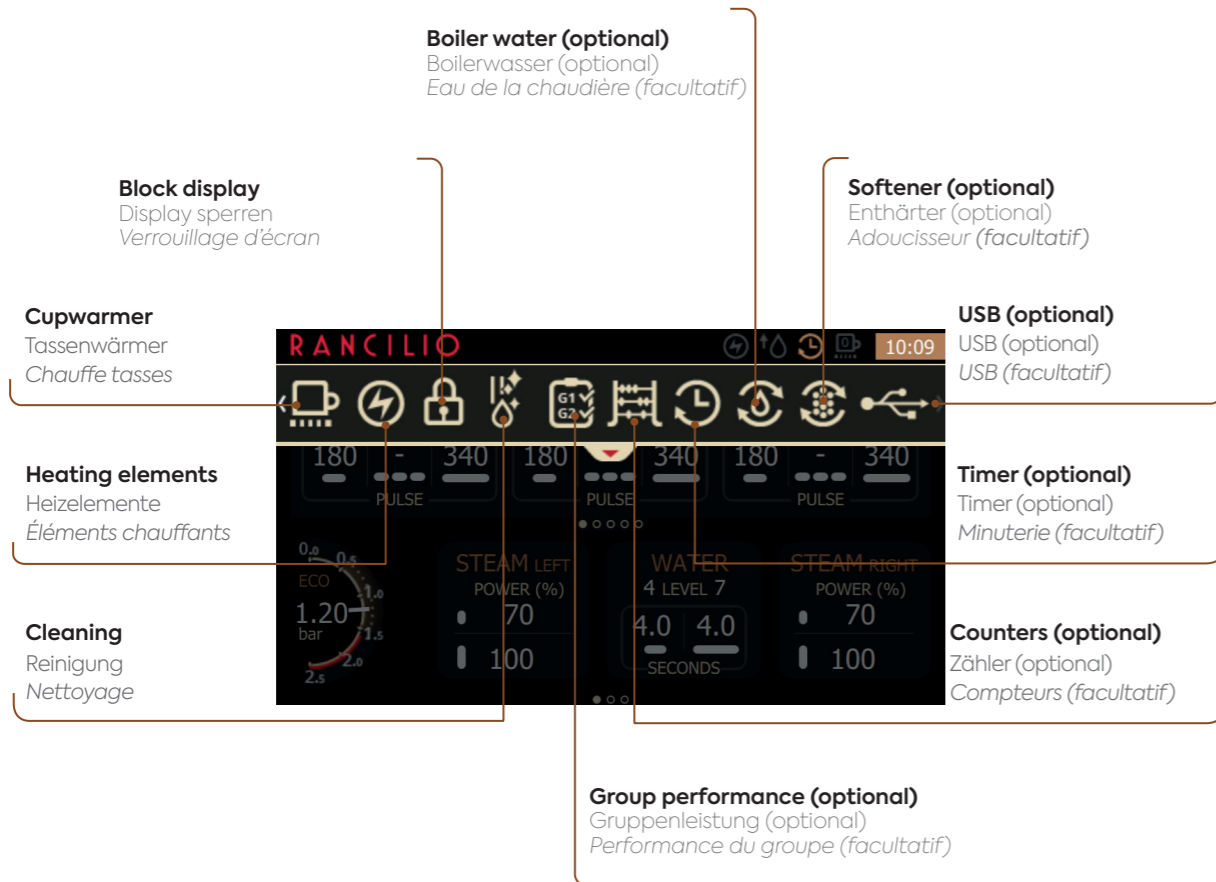 Boiler water (optional)
Boilerwasser (optional)
Eau de la chaudière (facultatif)
Block display
Display sperren
Verrouillage d'écran
Softener (optional)
Enthärter (optional)
Adoucisseur (facultatif)
Cupwarmer
Tassenwärmer
Chauffe tasses
USB (optional)
USB (optional)
USB (facultatif)
RANCILIO
0
10:09
G1
G2
Heating elements
Heizelemente
Éléments chauffants
Timer (optional)
Timer (optional)
Minuterie (facultatif)
180 - 340 180 340 180 - 340
PULSE PULSE PULSE
0.0 0.5 1.0 1.5 2.0 2.5
ECO
1.20
bar
STEAM LEFT
POWER (%)
70
100
WATER
4 LEVEL 7
4.0 4.0
SECONDS
STEAM RIGHT
POWER (%)
70
100
Cleaning
Reinigung
Nettoyage
Counters (optional)
Zähler (optional)
Compteurs (facultatif)
Group performance (optional)
Gruppenleistung (optional)
Performance du groupe (facultatif)